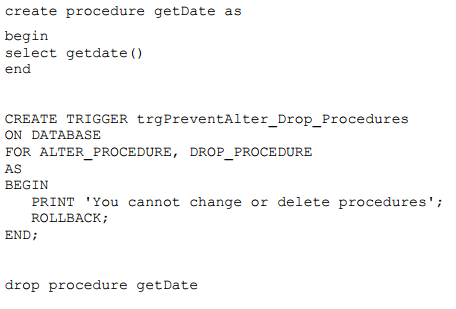 create procedure getDate as
begin
select getdate()
end
CREATE TRIGGER trgPreventAlter_Drop_Procedures
ON DATABASE
FOR ALTER_PROCEDURE, DROP_PROCEDURE
AS
BEGIN
PRINT 'You cannot change or delete procedures';
ROLLBACK;
END;
drop procedure getDate